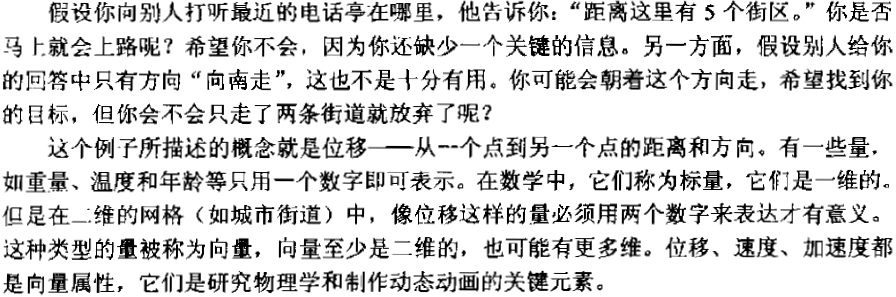 假设你向别人打听最近的电话亭在哪里，他告诉你：“距离这里有 5 个街区。”你是否
马上就会上路呢？希望你不会，因为你还缺少一个关键的信息。另一方面，假设别人给你
的回答中只有方向“向南走”，这也不是十分有用。你可能会朝着这个方向走，希望找到你
的目标，但你会不会只走了两条街道就放弃了呢？
这个例子所描述的概念就是位移——从一个点到另一个点的距离和方向。有一些量，
如重量、温度和年龄等只用一个数字即可表示。在数学中，它们称为标量，它们是一维的。
但是在二维的网格（如城市街道）中，像位移这样的量必须用两个数字来表达才有意义。
这种类型的量被称为向量，向量至少是二维的，也可能有更多维。位移、速度、加速度都
是向量属性，它们是研究物理学和制作动态动画的关键元素。